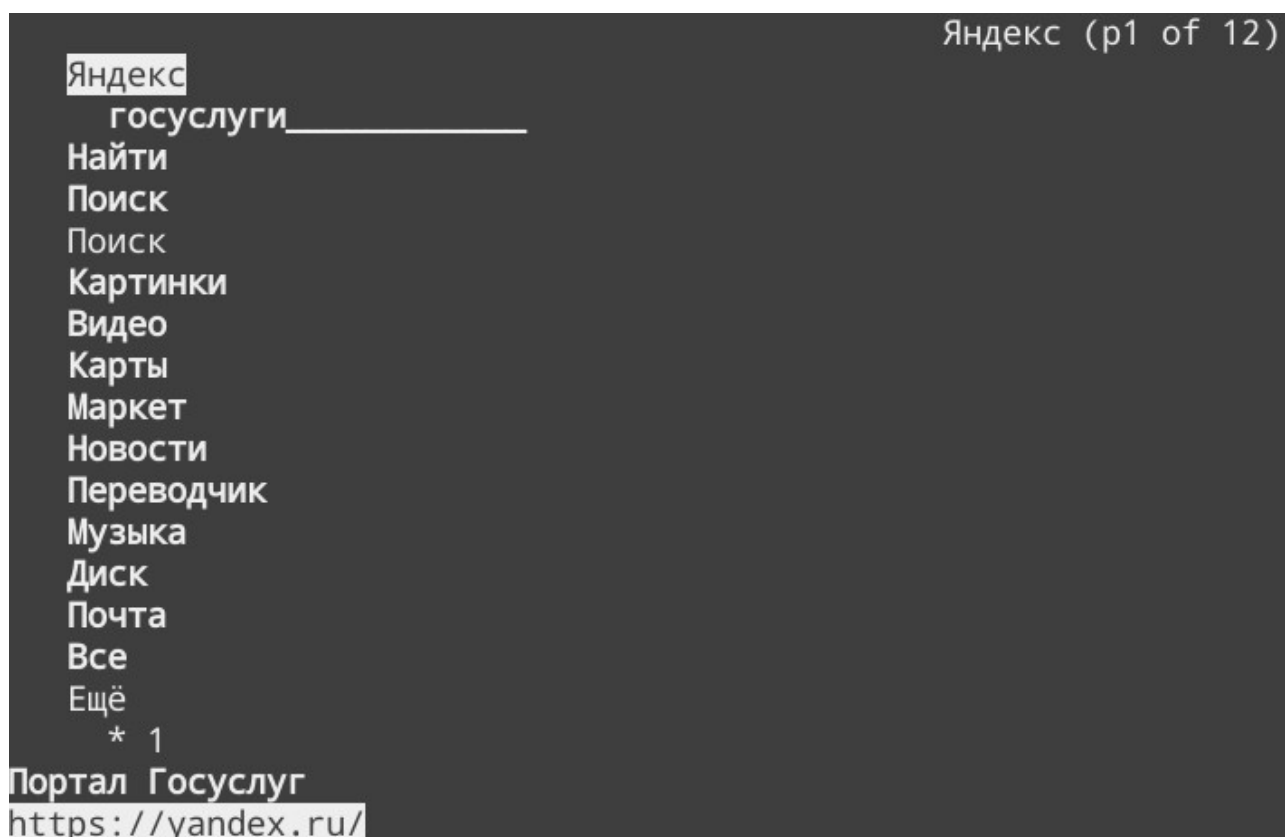 Яндекс (p1 of 12)
Яндекс
госуслуги____________
Найти
Поиск
Поиск
Картинки
Видео
Карты
Маркет
Новости
Переводчик
Музыка
Диск
Почта
Все
Ещё
* 1
Портал Госуслуг
https://yandex.ru/